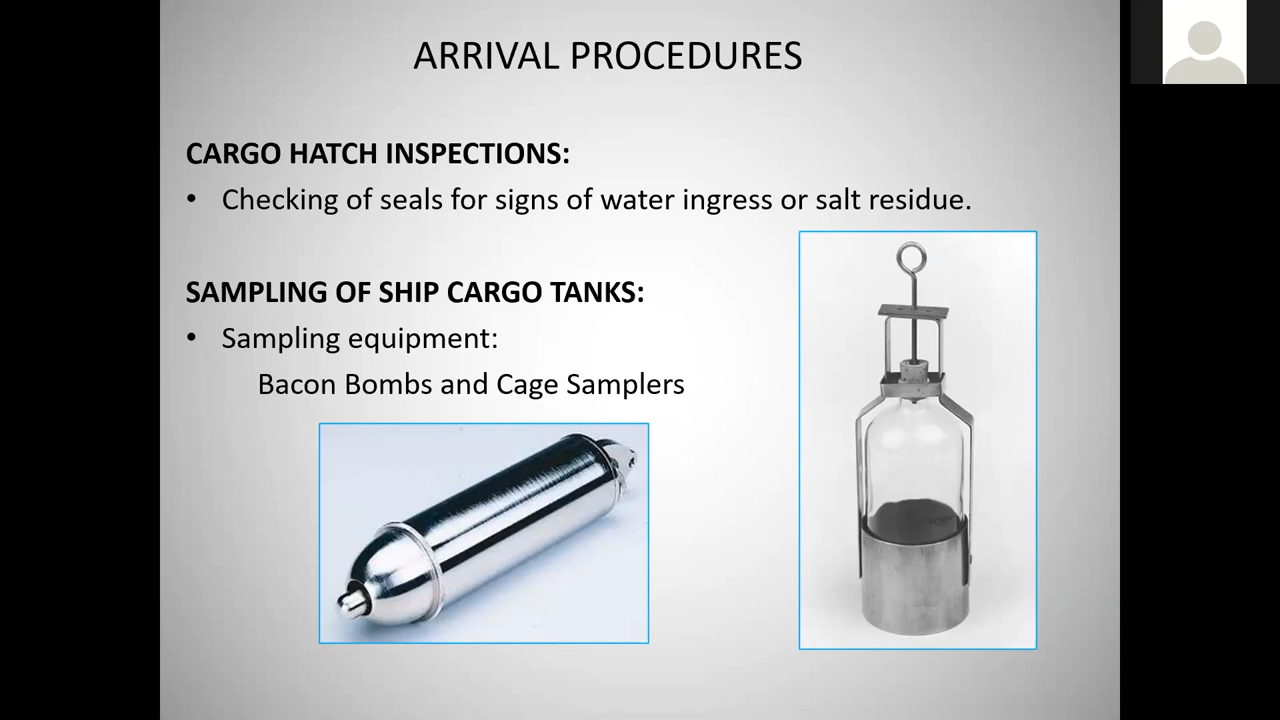 ARRIVAL PROCEDURES
CARGO HATCH INSPECTIONS:
• Checking of seals for signs of water ingress or salt residue.
SAMPLING OF SHIP CARGO TANKS:
• Sampling equipment:
Bacon Bombs and Cage Samplers